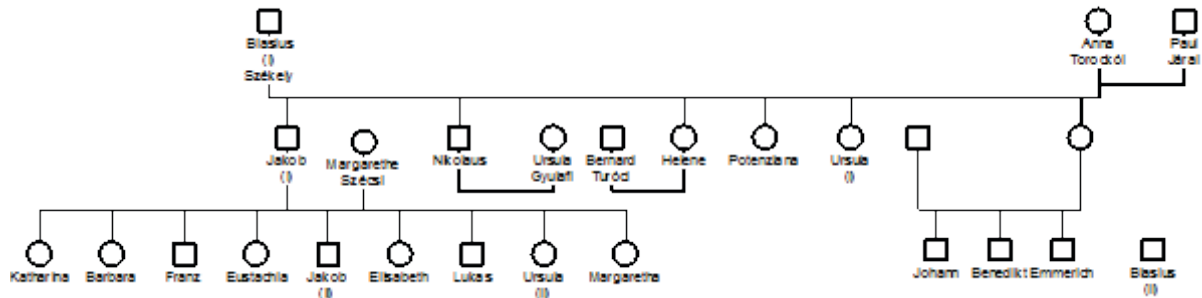 Blasius
(I)
Székely
Anna
Torockói
Paul
Járai
Jakob
(I)
Margarethe
Szécsi
Nikolaus
Ursula
Gyulafi
Bernard
Turóci
Helene
Potenziana
Ursula
(I)
Katharina
Barbara
Franz
Eustachia
Jakob
(II)
Elisabeth
Lukas
Ursula
(II)
Margaretha
Johann
Benedikt
Emmerich
Blasius
(II)